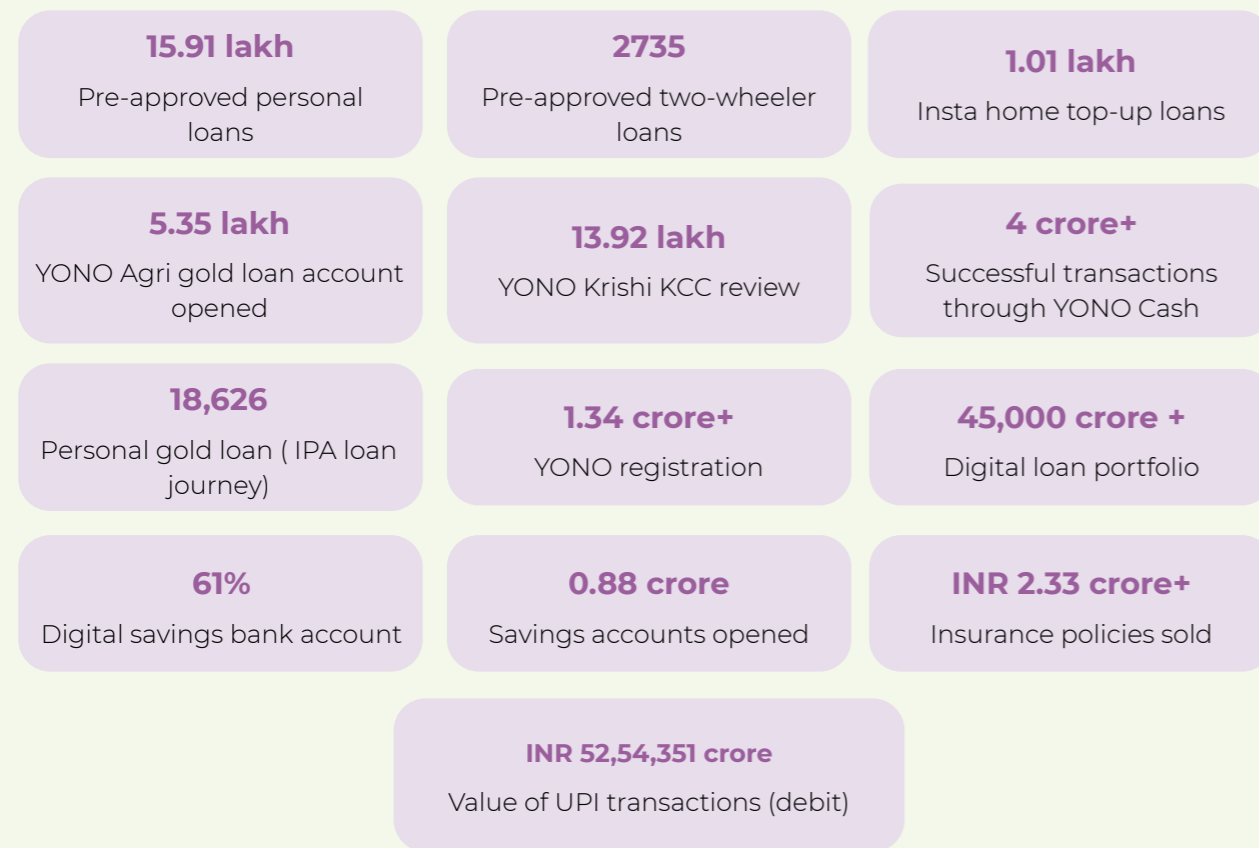 15.91 lakh
Pre-approved personal
loans
2735
Pre-approved two-wheeler
loans
1.01 lakh
Insta home top-up loans
5.35 lakh
YONO Agri gold loan account
opened
13.92 lakh
YONO Krishi KCC review
4 crore+
Successful transactions
through YONO Cash
18,626
Personal gold loan ( IPA loan
journey)
1.34 crore+
YONO registration
45,000 crore +
Digital loan portfolio
61%
Digital savings bank account
0.88 crore
Savings accounts opened
INR 2.33 crore+
Insurance policies sold
INR 52,54,351 crore
Value of UPI transactions (debit)